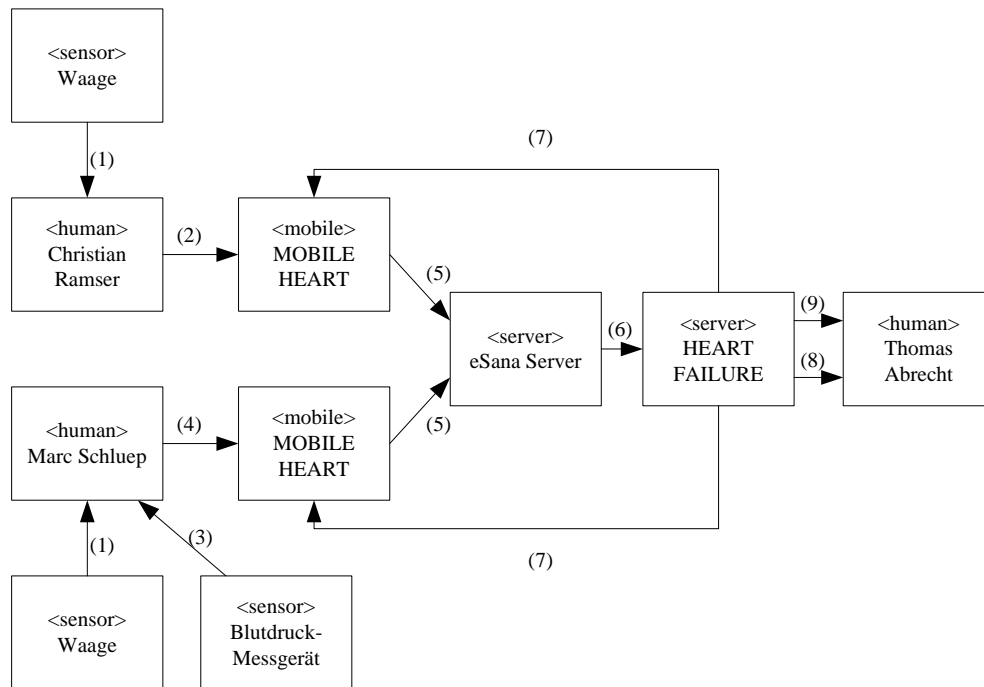 <sensor>
Waage
(1)
(7)
<human>
Christian
Ramser
(2)
<mobile>
MOBILE
HEART
(5)
<server>
eSana Server
(6)
<server>
HEART
FAILURE
(9)
(8)
<human>
Thomas
Abrecht
<human>
Marc Schluep
(4)
<mobile>
MOBILE
HEART
(5)
(1)
(3)
(7)
<sensor>
Waage
<sensor>
Blutdruck-
Messgerät